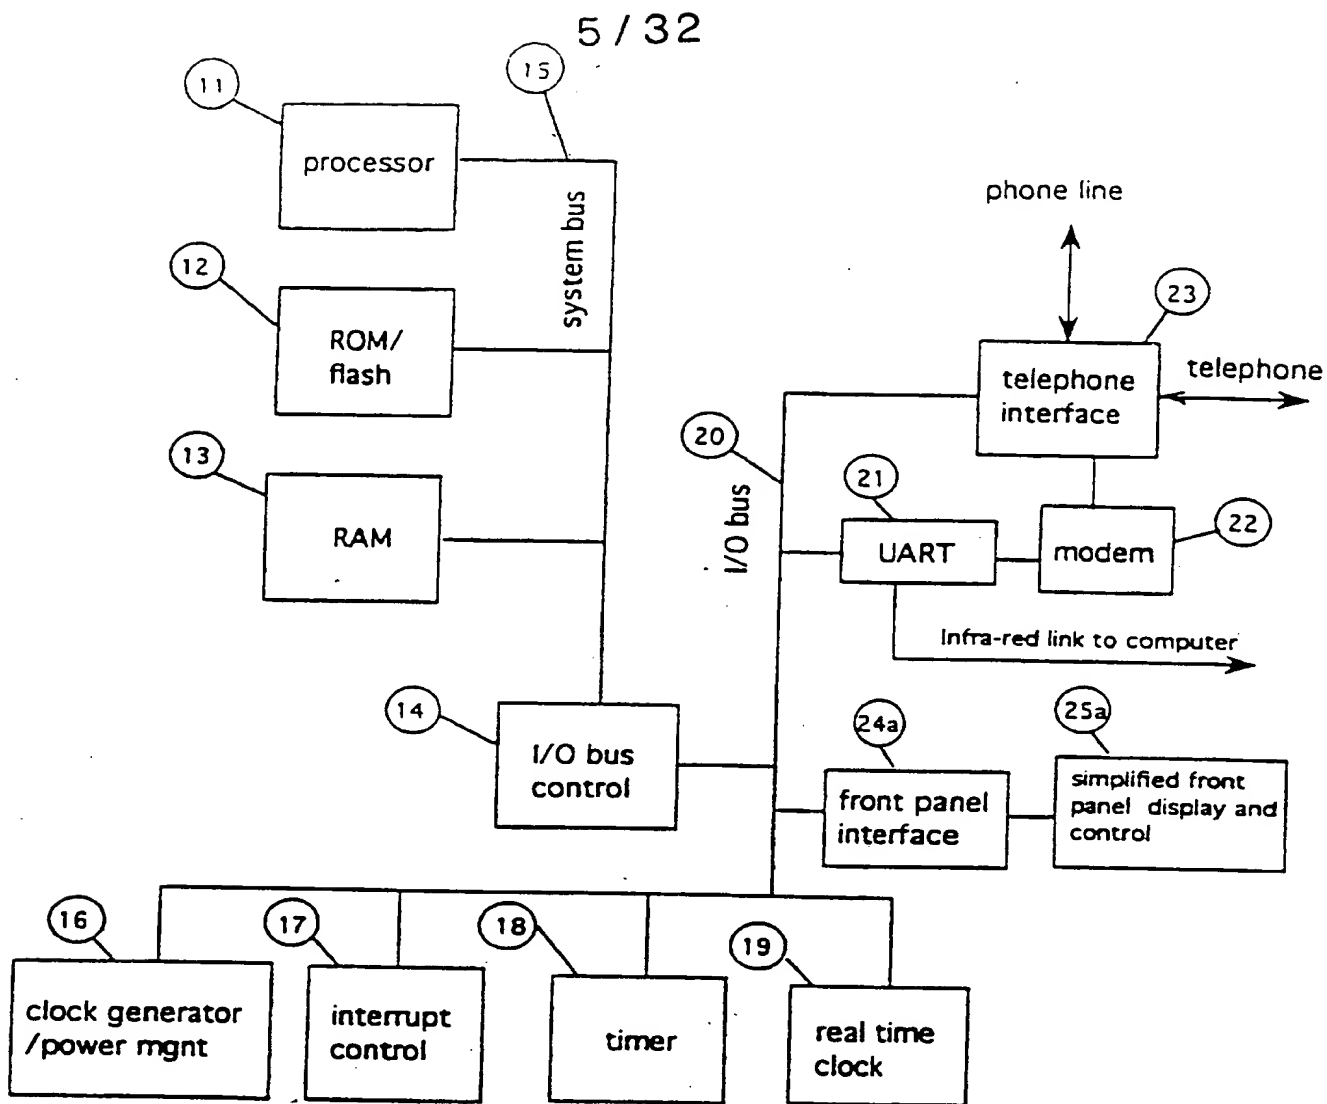 5 / 32
11
processor
15
system bus
12
ROM/
flash
13
RAM
14
I/O bus
control
phone line
23
telephone
interface
telephone
20
I/O bus
21
UART
22
modem
Infra-red link to computer
24a
front panel
interface
25a
simplified front
panel display and
control
16
clock generator
/power mgnt
17
interrupt
control
18
timer
19
real time
clock